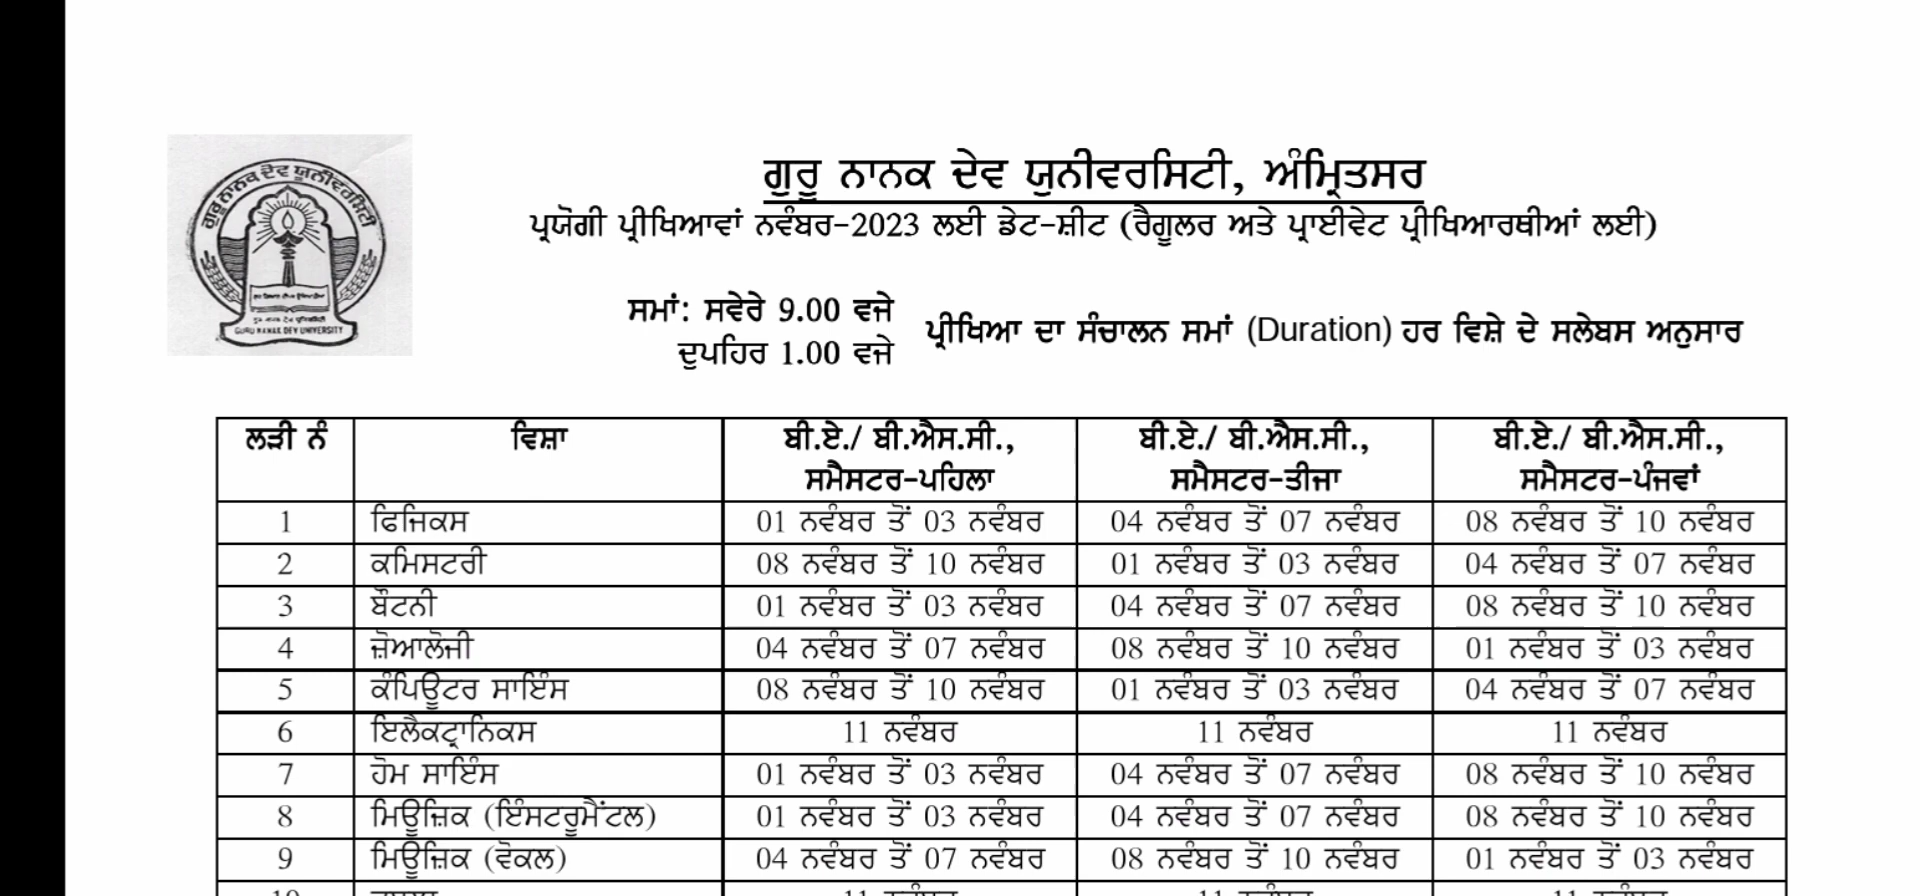 ਗੁਰੂ ਨਾਨਕ ਦੇਵ ਯੂਨੀਵਰਸਿਟੀ
GURU NANAK DEV UNIVERSITY
ਗੁਰੂ ਨਾਨਕ ਦੇਵ ਯੁਨੀਵਰਸਿਟੀ, ਅੰਮ੍ਰਿਤਸਰ
ਪ੍ਰਯੋਗੀ ਪ੍ਰੀਖਿਆਵਾਂ ਨਵੰਬਰ-2023 ਲਈ ਡੇਟ-ਸ਼ੀਟ (ਰੈਗੂਲਰ ਅਤੇ ਪ੍ਰਾਈਵੇਟ ਪ੍ਰੀਖਿਆਰਥੀਆਂ ਲਈ)
ਸਮਾਂ: ਸਵੇਰੇ 9.00 ਵਜੇ
ਦੁਪਹਿਰ 1.00 ਵਜੇ
ਪ੍ਰੀਖਿਆ ਦਾ ਸੰਚਾਲਨ ਸਮਾਂ (Duration) ਹਰ ਵਿਸ਼ੇ ਦੇ ਸਲੇਬਸ ਅਨੁਸਾਰ
ਲੜੀ ਨੰ ਵਿਸ਼ਾ ਬੀ.ਏ./ ਬੀ.ਐਸ.ਸੀ., ਬੀ.ਏ./ ਬੀ.ਐਸ.ਸੀ., ਬੀ.ਏ./ ਬੀ.ਐਸ.ਸੀ.,
ਸਮੈਸਟਰ-ਪਹਿਲਾ ਸਮੈਸਟਰ-ਤੀਜਾ ਸਮੈਸਟਰ-ਪੰਜਵਾਂ
1 ਫਿਜਿਕਸ 01 ਨਵੰਬਰ ਤੋਂ 03 ਨਵੰਬਰ 04 ਨਵੰਬਰ ਤੋਂ 07 ਨਵੰਬਰ 08 ਨਵੰਬਰ ਤੋਂ 10 ਨਵੰਬਰ
2 ਕਮਿਸਟਰੀ 08 ਨਵੰਬਰ ਤੋਂ 10 ਨਵੰਬਰ 01 ਨਵੰਬਰ ਤੋਂ 03 ਨਵੰਬਰ 04 ਨਵੰਬਰ ਤੋਂ 07 ਨਵੰਬਰ
3 ਬੌਟਨੀ 01 ਨਵੰਬਰ ਤੋਂ 03 ਨਵੰਬਰ 04 ਨਵੰਬਰ ਤੋਂ 07 ਨਵੰਬਰ 08 ਨਵੰਬਰ ਤੋਂ 10 ਨਵੰਬਰ
4 ਜ਼ੋਆਲੋਜੀ 04 ਨਵੰਬਰ ਤੋਂ 07 ਨਵੰਬਰ 08 ਨਵੰਬਰ ਤੋਂ 10 ਨਵੰਬਰ 01 ਨਵੰਬਰ ਤੋਂ 03 ਨਵੰਬਰ
5 ਕੰਪਿਊਟਰ ਸਾਇੰਸ 08 ਨਵੰਬਰ ਤੋਂ 10 ਨਵੰਬਰ 01 ਨਵੰਬਰ ਤੋਂ 03 ਨਵੰਬਰ 04 ਨਵੰਬਰ ਤੋਂ 07 ਨਵੰਬਰ
6 ਇਲੈਕਟ੍ਰਾਨਿਕਸ 11 ਨਵੰਬਰ 11 ਨਵੰਬਰ 11 ਨਵੰਬਰ
7 ਹੋਮ ਸਾਇੰਸ 01 ਨਵੰਬਰ ਤੋਂ 03 ਨਵੰਬਰ 04 ਨਵੰਬਰ ਤੋਂ 07 ਨਵੰਬਰ 08 ਨਵੰਬਰ ਤੋਂ 10 ਨਵੰਬਰ
8 ਮਿਊਜ਼ਿਕ (ਇੰਸਟਰੂਮੈਂਟਲ) 01 ਨਵੰਬਰ ਤੋਂ 03 ਨਵੰਬਰ 04 ਨਵੰਬਰ ਤੋਂ 07 ਨਵੰਬਰ 08 ਨਵੰਬਰ ਤੋਂ 10 ਨਵੰਬਰ
9 ਮਿਊਜ਼ਿਕ (ਵੋਕਲ) 04 ਨਵੰਬਰ ਤੋਂ 07 ਨਵੰਬਰ 08 ਨਵੰਬਰ ਤੋਂ 10 ਨਵੰਬਰ 01 ਨਵੰਬਰ ਤੋਂ 03 ਨਵੰਬਰ